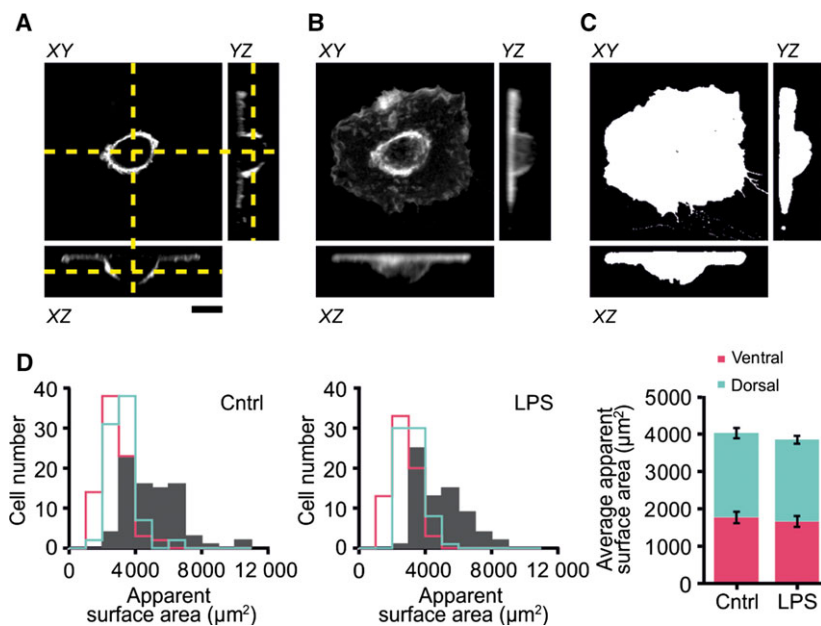 A
B
C
XY
YZ
XY
YZ
XY
YZ
XZ
XZ
XZ
D
Cell number
40
30
20
10
0
Cntrl
0
4000
8000
12 000
Apparent
surface area (µm²)
Cell number
40
30
20
10
0
LPS
0
4000
8000
12 000
Apparent
surface area (µm²)
Ventral
Dorsal
Average apparent
surface area (µm²)
5000
4000
3000
2000
1000
0
Cntrl
LPS